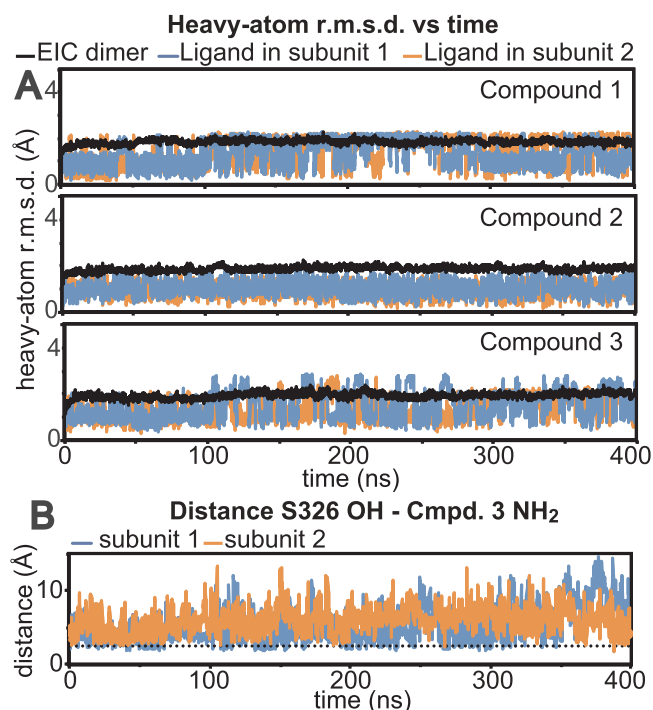 Heavy-atom r.m.s.d. vs time
EIC dimer Ligand in subunit 1 Ligand in subunit 2
A
Compound 1
4
0
Compound 2
4
0
Compound 3
4
0
heavy-atom r.m.s.d. (Å)
0 100 200 300 400
time (ns)
B
Distance S326 OH - Cmpd. 3 NH₂
subunit 1 subunit 2
distance (Å)
10
0
0 100 200 300 400
time (ns)